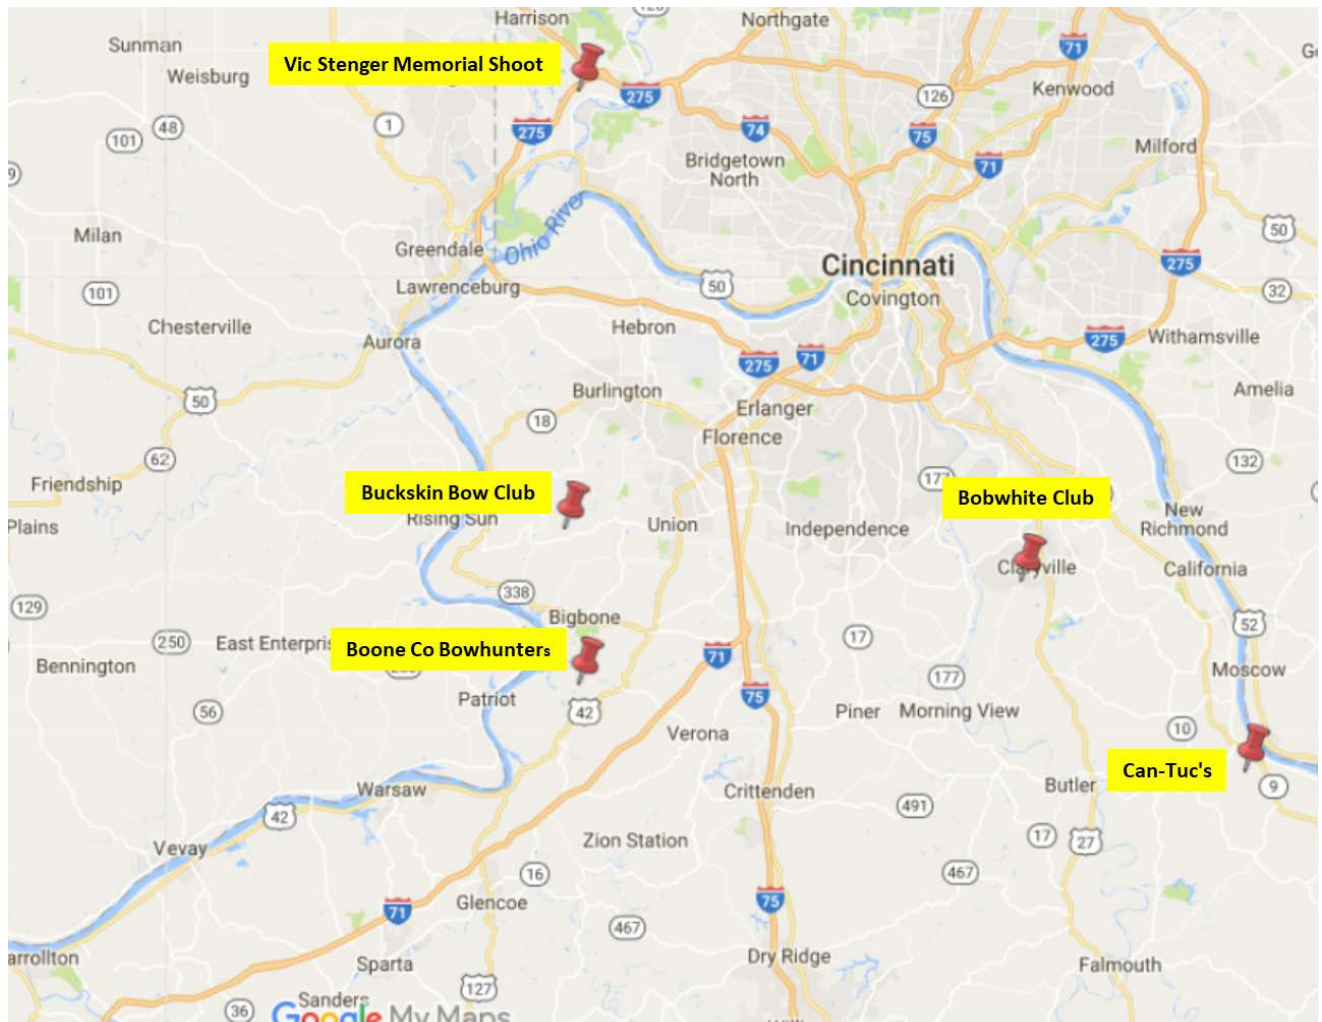 Harrison
128
Northgate
Sunman
71
Vic Stenger Memorial Shoot
Weisburg
Kenwood
275
126
1
275
74
75
48
101
Milford
Bridgetown
North
71
50
Milan
Greendale
Ohio River
Cincinnati
275
101
Lawrenceburg
50
Covington
32
Chesterville
Hebron
Aurora
275
71
275
Withamsville
Burlington
Amelia
50
Erlanger
18
Florence
62
132
Friendship
Buckskin Bow Club
177
Bobwhite Club
Plains
Rising Sun
Union
Independence
New
Richmond
Claryville
California
129
338
Bigbone
52
250
East Enterpris
Boone Co Bowhunters
17
71
Bennington
Moscow
177
Patriot
75
56
42
Piner
Morning View
10
Verona
Can-Tuc's
Warsaw
Crittenden
Butler
9
491
42
Zion Station
17
27
Vevay
16
467
71
Glencoe
75
467
arrollton
Sparta
Dry Ridge
Falmouth
127
Sanders
36
Google My Maps